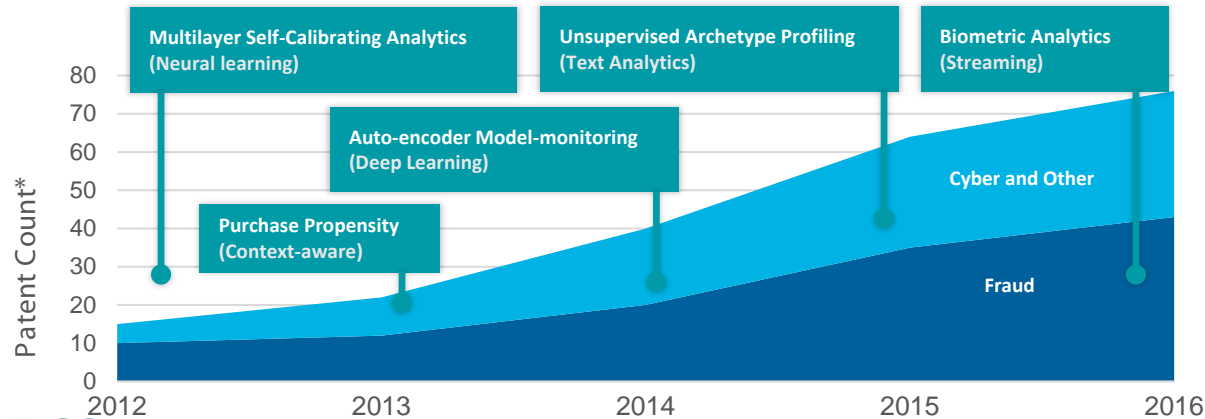 Multilayer Self-Calibrating Analytics
(Neural learning)
Unsupervised Archetype Profiling
(Text Analytics)
Biometric Analytics
(Streaming)
Auto-encoder Model-monitoring
(Deep Learning)
Purchase Propensity
(Context-aware)
Cyber and Other
Fraud
Patent Count*
80
70
60
50
40
30
20
10
0
2012
2013
2014
2015
2016